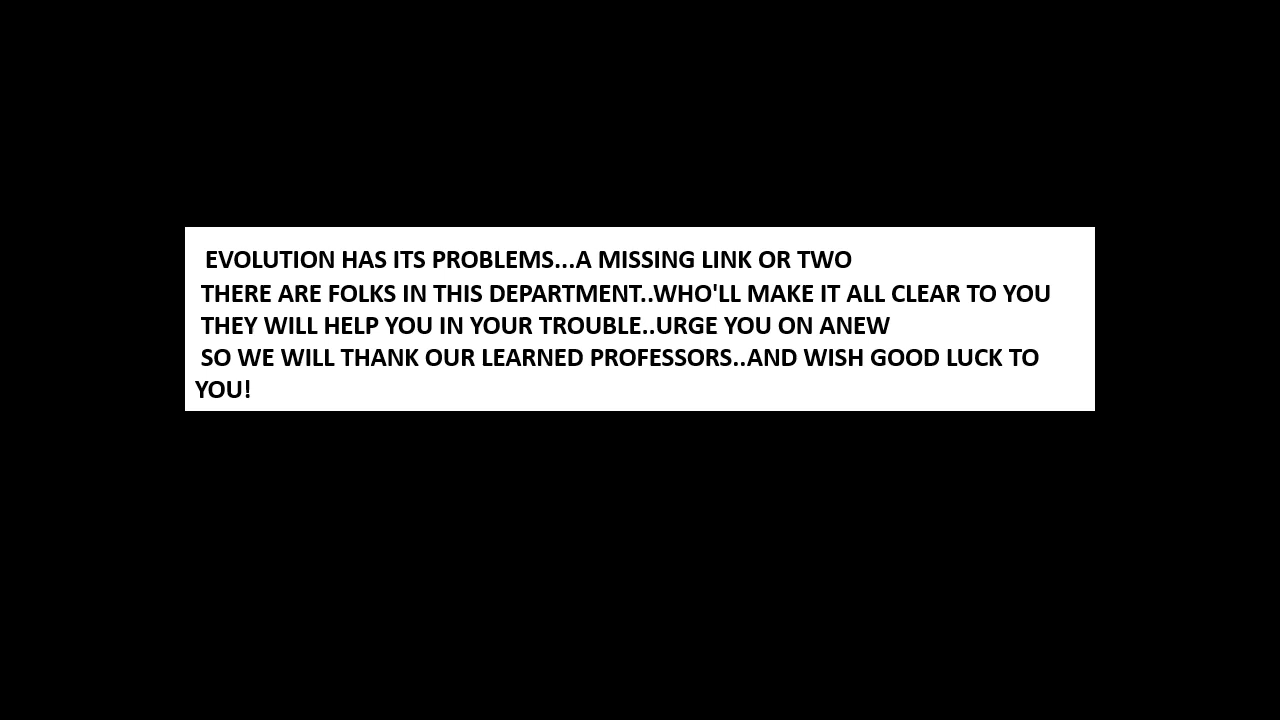 EVOLUTION HAS ITS PROBLEMS...A MISSING LINK OR TWO
THERE ARE FOLKS IN THIS DEPARTMENT..WHO'LL MAKE IT ALL CLEAR TO YOU
THEY WILL HELP YOU IN YOUR TROUBLE..URGE YOU ON ANEW
SO WE WILL THANK OUR LEARNED PROFESSORS..AND WISH GOOD LUCK TO
YOU!